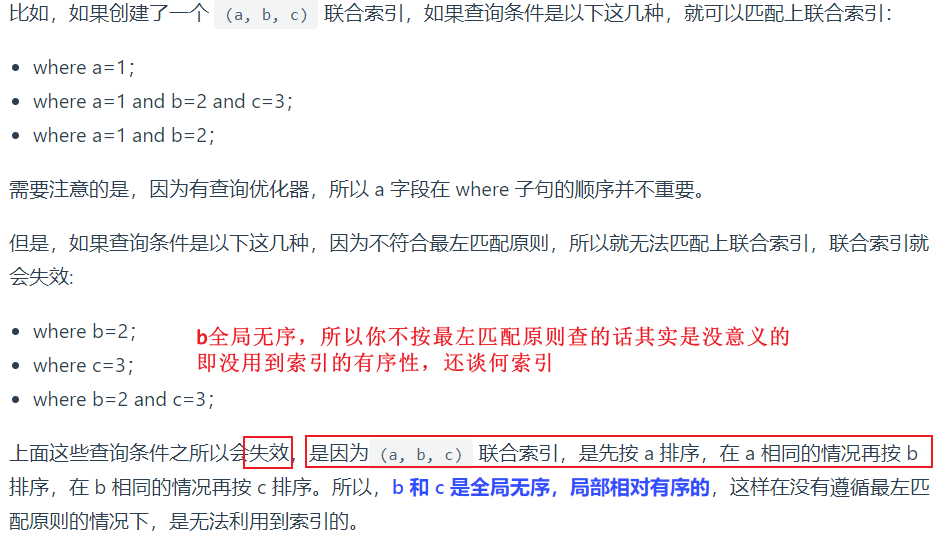 比如，如果创建了一个 (a, b, c) 联合索引，如果查询条件是以下这几种，就可以匹配上联合索引：
• where a=1；
• where a=1 and b=2 and c=3；
• where a=1 and b=2；
需要注意的是，因为有查询优化器，所以 a 字段在 where 子句的顺序并不重要。
但是，如果查询条件是以下这几种，因为不符合最左匹配原则，所以就无法匹配上联合索引，联合索引就
会失效:
• where b=2；
b全局无序，所以你不按最左匹配原则查的话其实是没意义的
即没用到索引的有序性，还谈何索引
• where c=3；
• where b=2 and c=3；
上面这些查询条件之所以会失效，是因为 (a, b, c) 联合索引，是先按 a 排序，在 a 相同的情况再按 b
排序，在 b 相同的情况再按 c 排序。所以，b 和 c 是全局无序，局部相对有序的，这样在没有遵循最左匹
配原则的情况下，是无法利用到索引的。